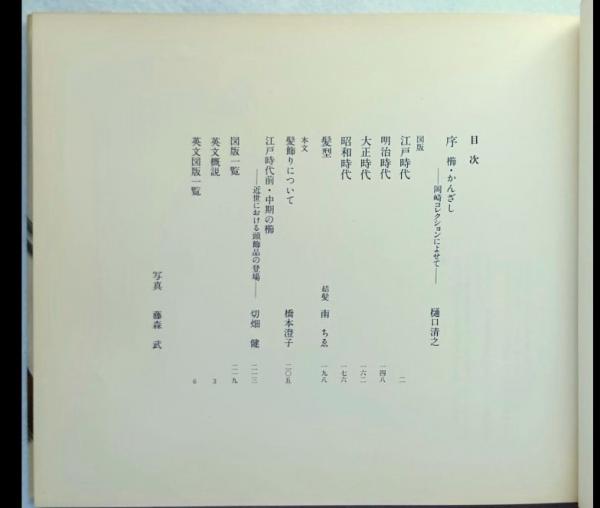 目次
序 櫛・かんざし
――岡崎コレクションによせて―― 樋口清之
図版
江戸時代 二
明治時代 一四八
大正時代 一六二
昭和時代 一七六
髪型 結髪 南 ちゑ 一九八
本文
髪飾りについて 橋本澄子 二〇五
江戸時代前・中期の櫛
――近世における頭飾品の登場―― 切畑 健 二一三
図版一覧 二一九
英文概説 3
英文図版一覧 6
写真 藤森 武